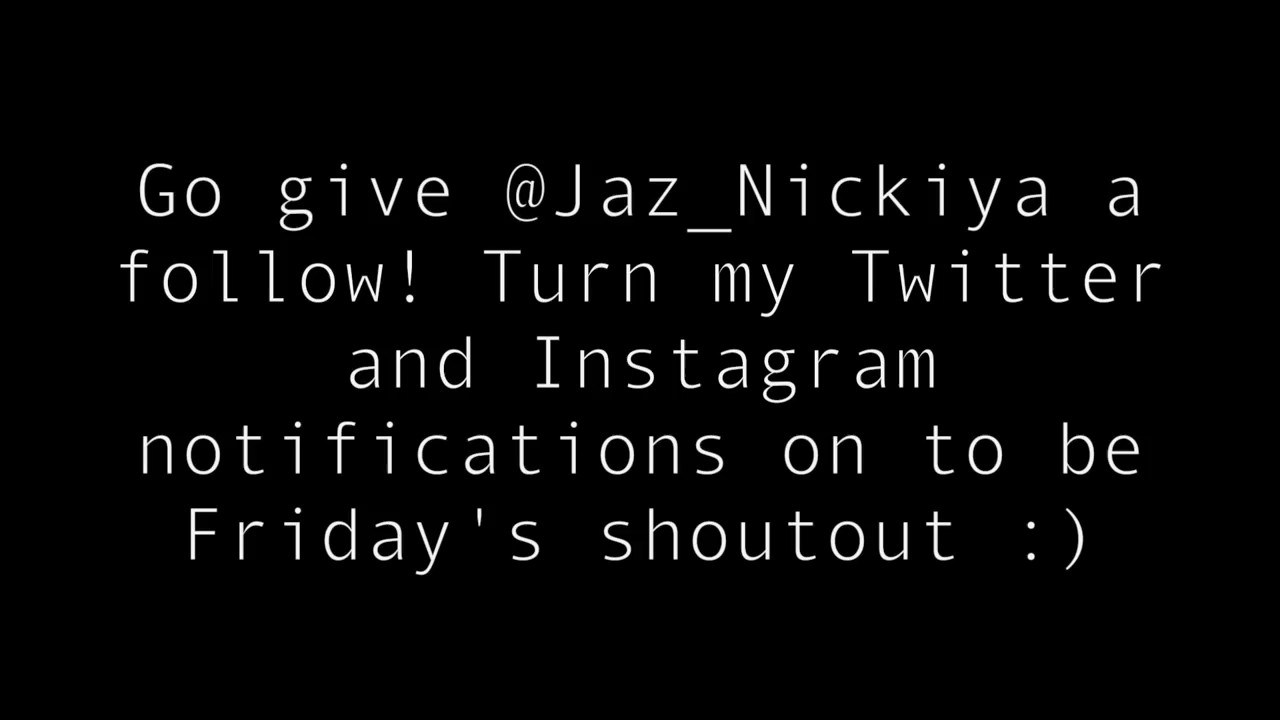 Go give @Jaz_Nickiya a
follow! Turn my Twitter
and Instagram
notifications on to be
Friday's shoutout :)